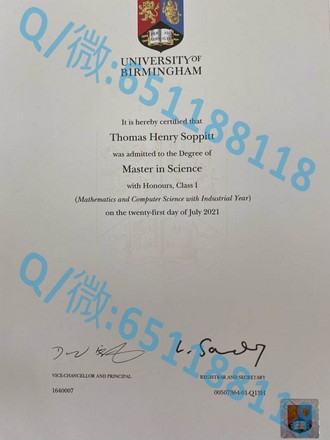 UNIVERSITY OF
BIRMINGHAM
It is hereby certified that
Thomas Henry Soppitt
was admitted to the Degree of
Master in Science
with Honours, Class I
(Mathematics and Computer Science with Industrial Year)
on the twenty-first day of July 2021
VICE-CHANCELLOR AND PRINCIPAL
REGISTRAR AND SECRETARY
1640007
Q/微:651188118
Q/微:651188118